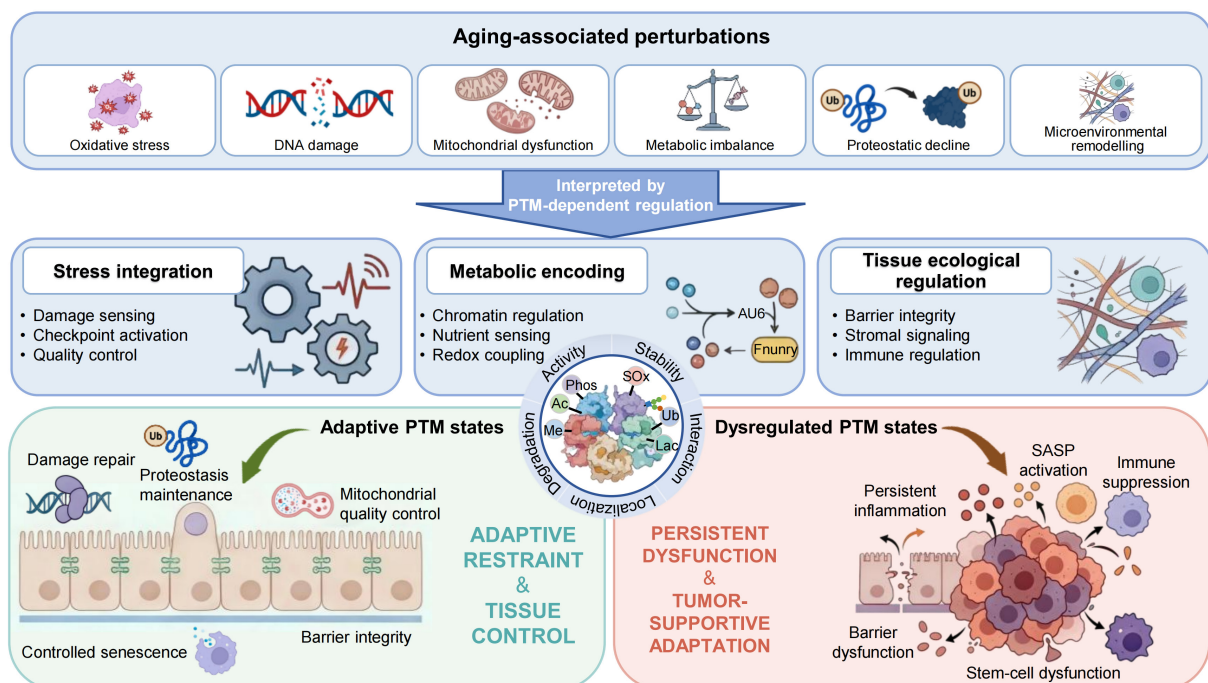 Aging-associated perturbations
Ub
Ub
Oxidative stress
DNA damage
Mitochondrial dysfunction
Metabolic imbalance
Proteostatic decline
Microenvironmental
remodelling
Interpreted by
PTM-dependent regulation
Stress integration
• Damage sensing
• Checkpoint activation
• Quality control
Metabolic encoding
• Chromatin regulation
• Nutrient sensing
• Redox coupling
AU6
Fnunry
Tissue ecological
regulation
• Barrier integrity
• Stromal signaling
• Immune regulation
Activity
Stability
Interaction
Localization
Degradation
Phos
SOx
Ac
Ub
Me
Lac
Adaptive PTM states
Ub
Damage repair
Proteostasis
maintenance
Mitochondrial
quality control
ADAPTIVE
RESTRAINT
&
TISSUE
CONTROL
Barrier integrity
Controlled senescence
Dysregulated PTM states
SASP
activation
Immune
suppression
Persistent
inflammation
PERSISTENT
DYSFUNCTION
&
TUMOR-
SUPPORTIVE
ADAPTATION
Barrier
dysfunction
Stem-cell dysfunction